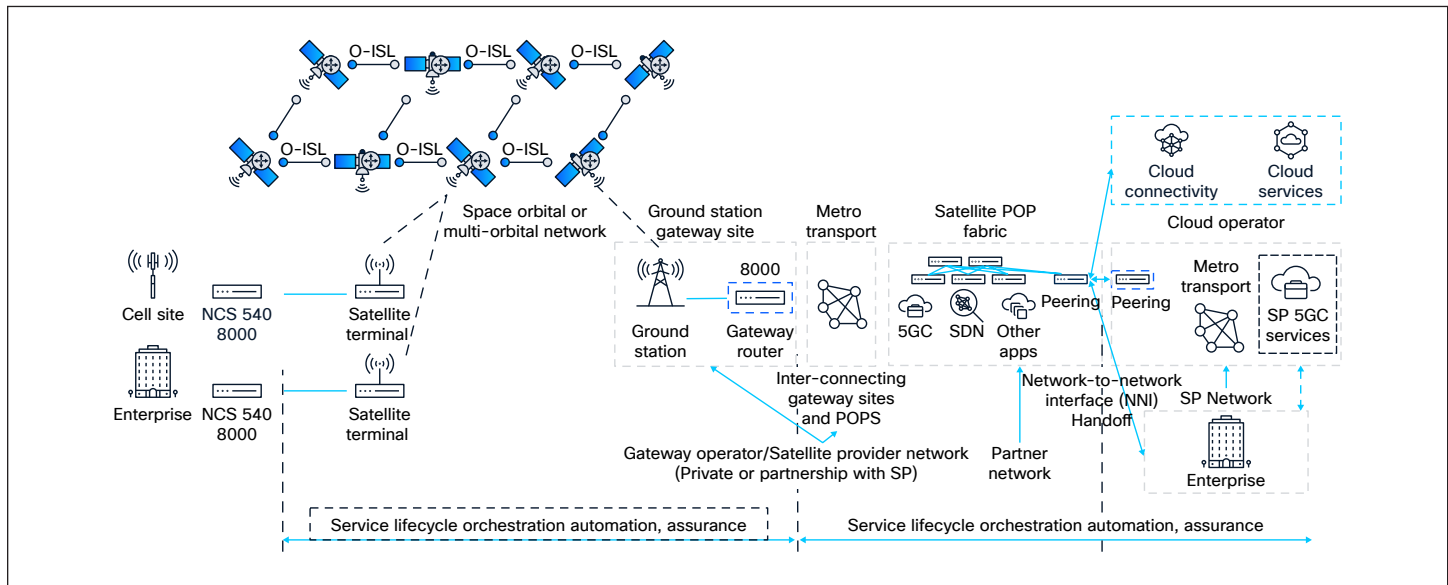 O-ISL
O-ISL
O-ISL
O-ISL
O-ISL
O-ISL
Space orbital or
multi-orbital network
Ground station
gateway site
Metro
transport
Satellite POP
fabric
Cloud
connectivity
Cloud
services
Cloud operator
Cell site
NCS 540
8000
Satellite
terminal
Enterprise
NCS 540
8000
Satellite
terminal
Ground
station
8000
Gateway
router
5GC
SDN
Other
apps
Peering
Peering
Metro
transport
SP 5GC
services
Inter-connecting
gateway sites
and POPS
Network-to-network
interface (NNI)
Handoff
SP Network
Enterprise
Gateway operator/Satellite provider network
(Private or partnership with SP)
Partner
network
Service lifecycle orchestration automation, assurance
Service lifecycle orchestration automation, assurance